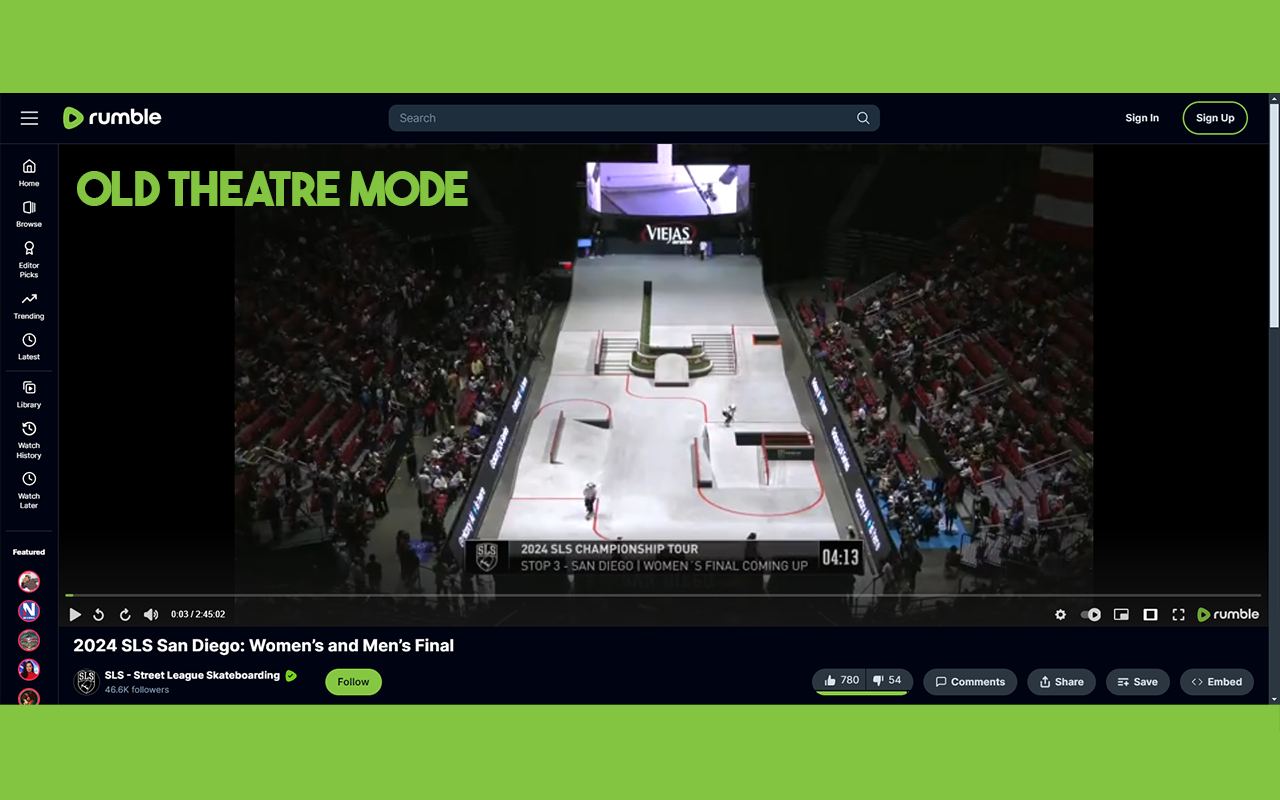 rumble
Search
Sign In
Sign Up
Home
Browse
Editor
Picks
Trending
Latest
Library
Watch
History
Watch
Later
Featured
OLD THEATRE MODE
VIEJAS
arena
SLS
2024 SLS CHAMPIONSHIP TOUR
STOP 3 - SAN DIEGO | WOMEN´S FINAL COMING UP
04:13
0:03 / 2:45:02
rumble
2024 SLS San Diego: Women’s and Men’s Final
SLS
SLS - Street League Skateboarding
46.6K followers
Follow
780
54
Comments
Share
Save
Embed
N